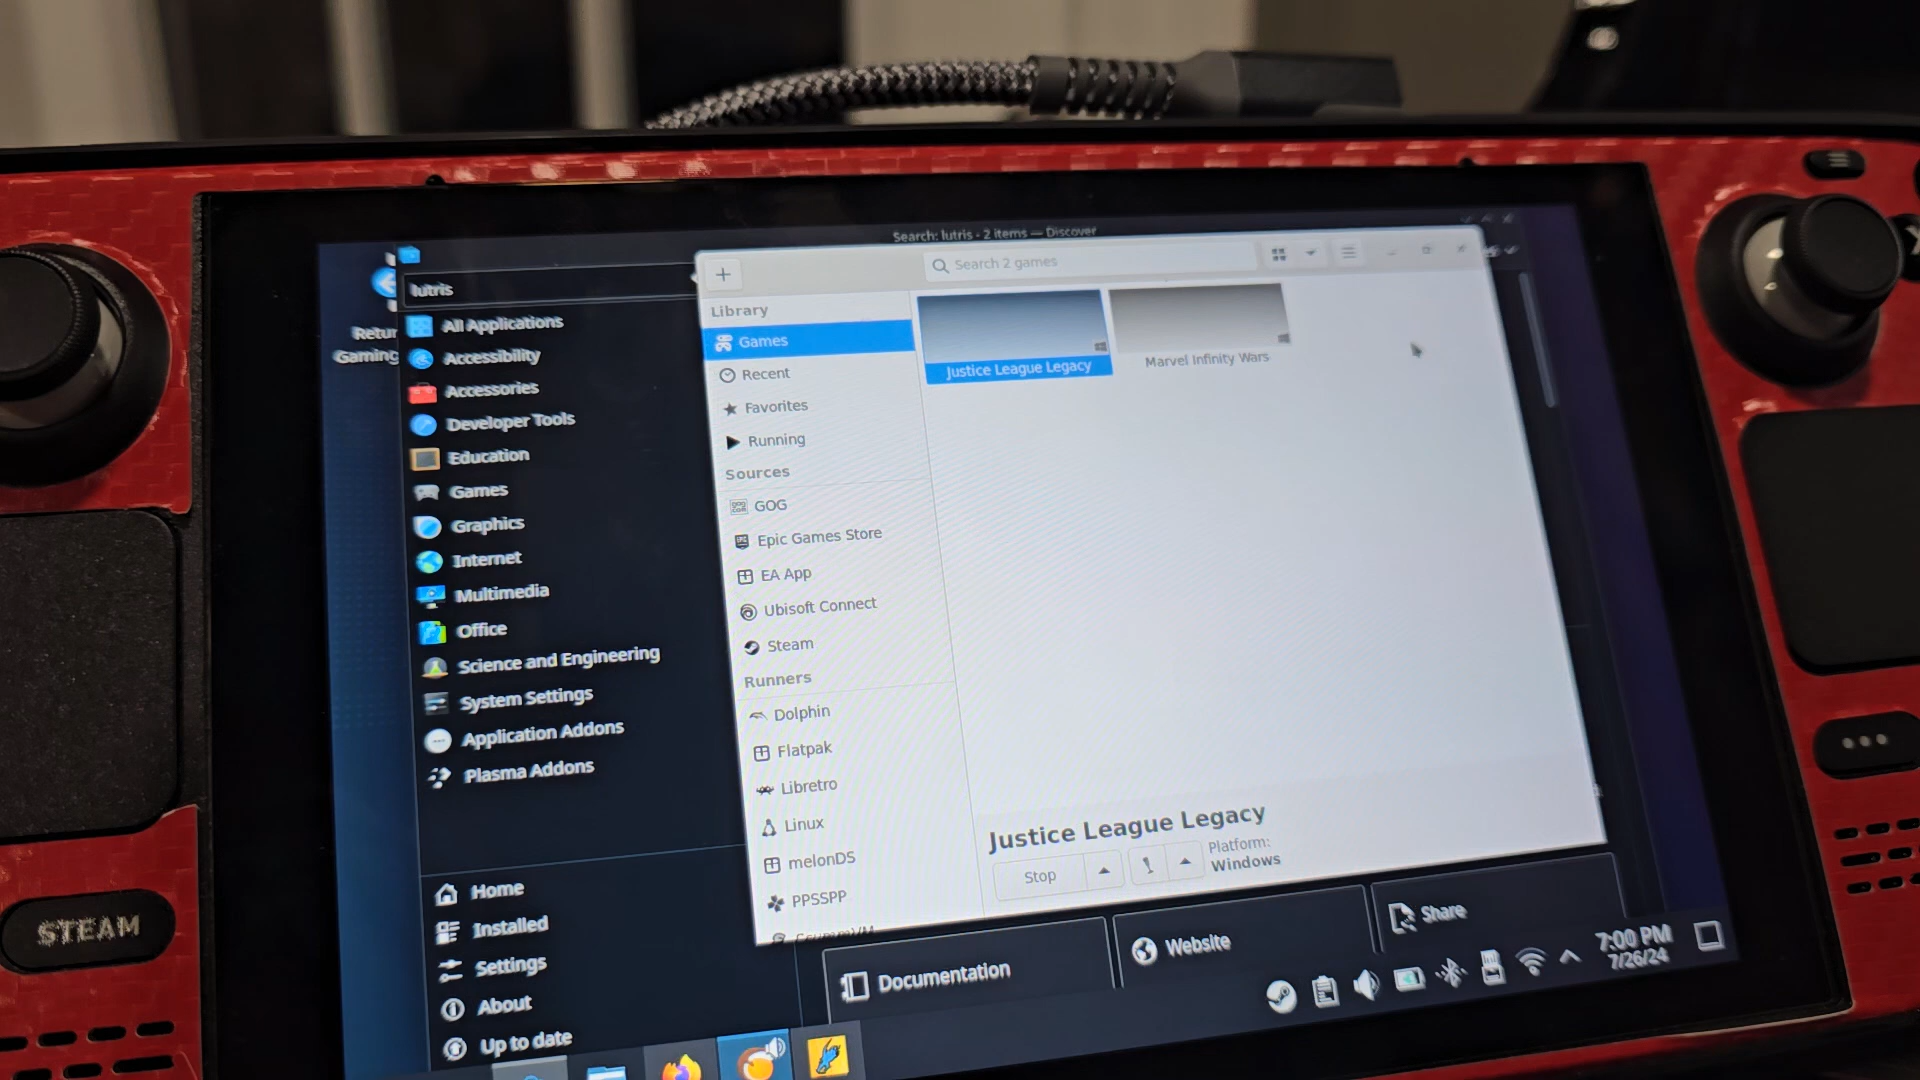 Search: lutris - 2 items — Discover
lutris
Search 2 games
Retur
Gaming
All Applications
Accessibility
Accessories
Developer Tools
Education
Games
Graphics
Internet
Multimedia
Office
Science and Engineering
System Settings
Application Addons
Plasma Addons
Home
Installed
Settings
About
Up to date
Library
Games
Recent
Favorites
Running
Sources
GOG
Epic Games Store
EA App
Ubisoft Connect
Steam
Runners
Dolphin
Flatpak
Libretro
Linux
melonDS
PPSSPP
Justice League Legacy
Marvel Infinity Wars
Justice League Legacy
Stop
Platform:
Windows
Documentation
Website
Share
7:00 PM
7/26/24
STEAM